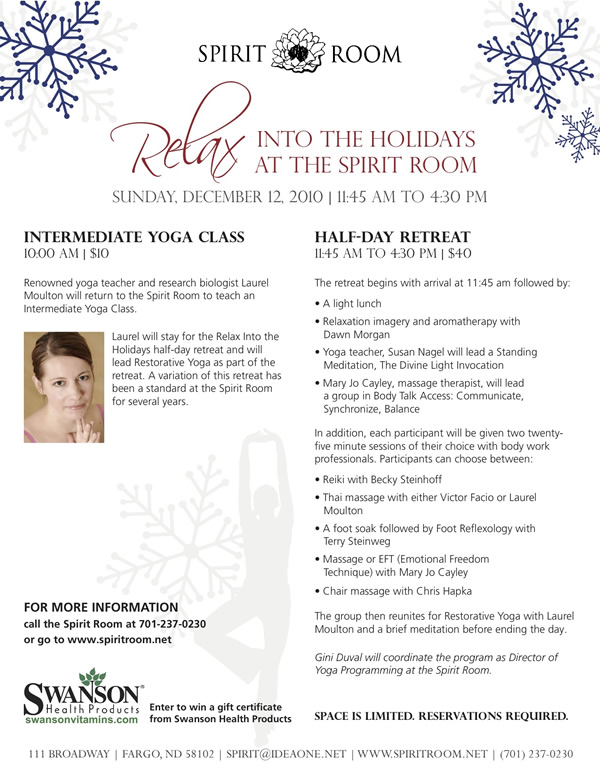 SPIRIT ROOM
Relax INTO THE HOLIDAYS
AT THE SPIRIT ROOM
SUNDAY, DECEMBER 12, 2010 | 11:45 AM TO 4:30 PM
INTERMEDIATE YOGA CLASS
10:00 AM | $10
Renowned yoga teacher and research biologist Laurel
Moulton will return to the Spirit Room to teach an
Intermediate Yoga Class.
Laurel will stay for the Relax Into the
Holidays half-day retreat and will
lead Restorative Yoga as part of the
retreat. A variation of this retreat has
been a standard at the Spirit Room
for several years.
FOR MORE INFORMATION
call the Spirit Room at 701-237-0230
or go to www.spiritroom.net
SWANSON®
Health Products
swansonvitamins.com
Enter to win a gift certificate
from Swanson Health Products
HALF-DAY RETREAT
11:45 AM TO 4:30 PM | $40
The retreat begins with arrival at 11:45 am followed by:
• A light lunch
• Relaxation imagery and aromatherapy with
Dawn Morgan
• Yoga teacher, Susan Nagel will lead a Standing
Meditation, The Divine Light Invocation
• Mary Jo Cayley, massage therapist, will lead
a group in Body Talk Access: Communicate,
Synchronize, Balance
In addition, each participant will be given two twenty-
five minute sessions of their choice with body work
professionals. Participants can choose between:
• Reiki with Becky Steinhoff
• Thai massage with either Victor Facio or Laurel
Moulton
• A foot soak followed by Foot Reflexology with
Terry Steinweg
• Massage or EFT (Emotional Freedom
Technique) with Mary Jo Cayley
• Chair massage with Chris Hapka
The group then reunites for Restorative Yoga with Laurel
Moulton and a brief meditation before ending the day.
Gini Duval will coordinate the program as Director of
Yoga Programming at the Spirit Room.
SPACE IS LIMITED. RESERVATIONS REQUIRED.
111 BROADWAY | FARGO, ND 58102 | SPIRIT@IDEAONE.NET | WWW.SPIRITROOM.NET | (701) 237-0230